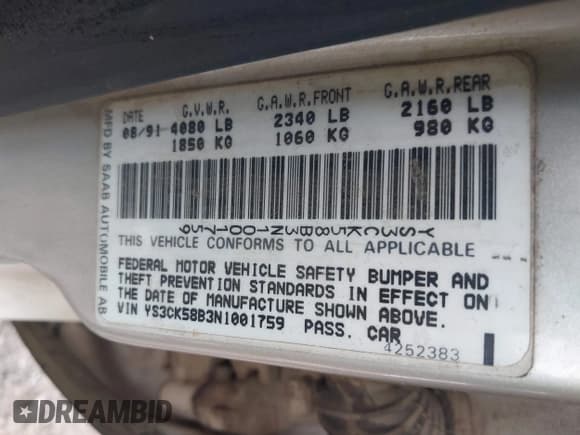 MFD BY SAAB AUTOMOBILE AB
DATE G.V.W.R. G.A.W.R.FRONT G.A.W.R.REAR
08/91 4080 LB 2340 LB 2160 LB
1850 KG 1060 KG 980 KG
YS3CK58B3N1001759
THIS VEHICLE CONFORMS TO ALL APPLICABLE
FEDERAL MOTOR VEHICLE SAFETY BUMPER AND
THEFT PREVENTION STANDARDS IN EFFECT ON
THE DATE OF MANUFACTURE SHOWN ABOVE.
VIN YS3CK58B3N1001759 PASS. CAR
4252383
DREAMBID